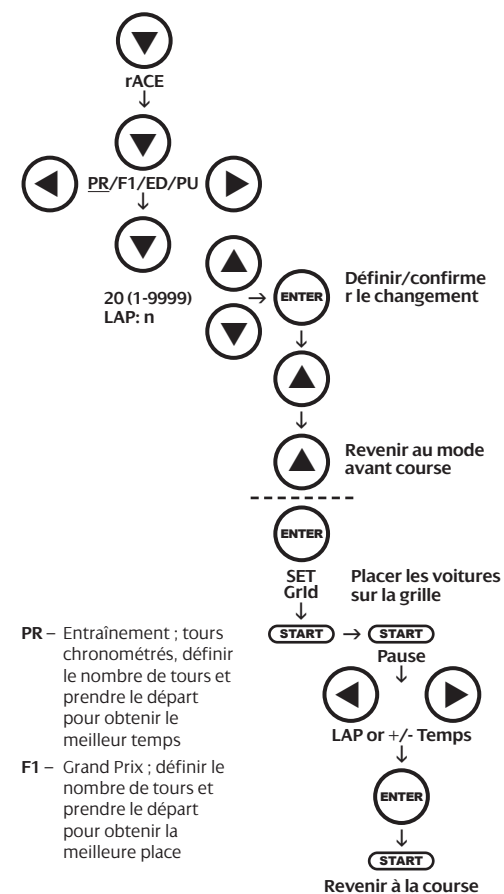 rACE
PR/F1/ED/PU
20 (1-9999)
LAP: n
ENTER
Définir/confirme
r le changement
Revenir au mode
avant course
ENTER
SET
GrId
Placer les voitures
sur la grille
START → START
Pause
LAP or +/- Temps
ENTER
START
Revenir à la course
PR – Entraînement ; tours
chronométrés, définir
le nombre de tours et
prendre le départ
pour obtenir le
meilleur temps
F1 – Grand Prix ; définir le
nombre de tours et
prendre le départ
pour obtenir la
meilleure place